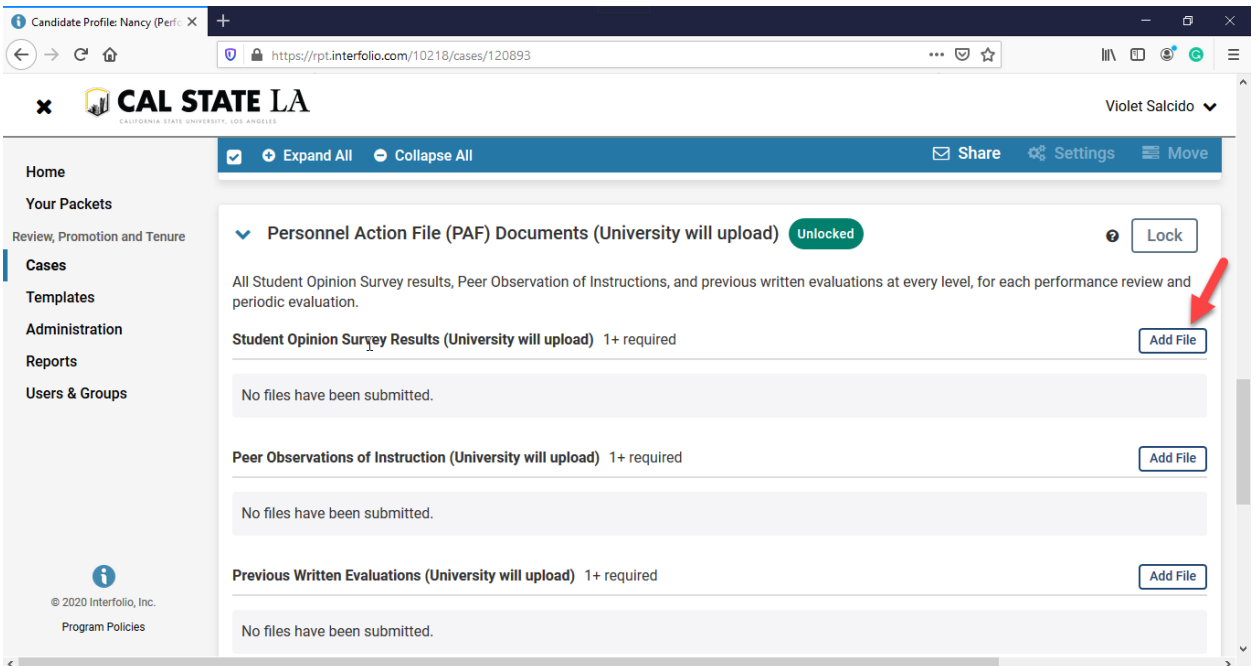 Candidate Profile: Nancy (Perfo
https://rpt.interfolio.com/10218/cases/120893
CAL STATE LA
CALIFORNIA STATE UNIVERSITY, LOS ANGELES
Violet Salcido
Expand All Collapse All Share Settings Move
Home
Your Packets
Review, Promotion and Tenure
Cases
Templates
Administration
Reports
Users & Groups
© 2020 Interfolio, Inc.
Program Policies
Personnel Action File (PAF) Documents (University will upload) Unlocked Lock
All Student Opinion Survey results, Peer Observation of Instructions, and previous written evaluations at every level, for each performance review and
periodic evaluation.
Student Opinion Survey Results (University will upload) 1+ required Add File
No files have been submitted.
Peer Observations of Instruction (University will upload) 1+ required Add File
No files have been submitted.
Previous Written Evaluations (University will upload) 1+ required Add File
No files have been submitted.